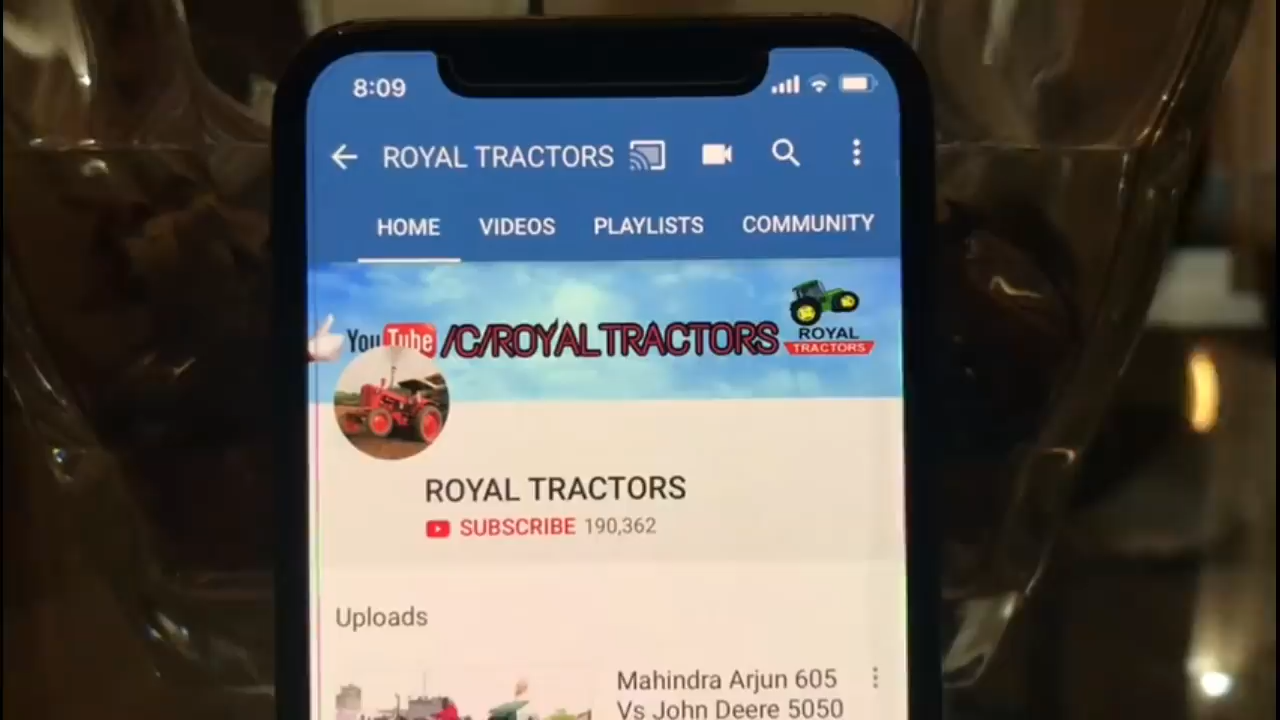 8:09
ROYAL TRACTORS
HOME VIDEOS PLAYLISTS COMMUNITY
YouTube /C/ROYALTRACTORS
ROYAL
TRACTORS
ROYAL TRACTORS
SUBSCRIBE 190,362
Uploads
Mahindra Arjun 605
Vs John Deere 5050